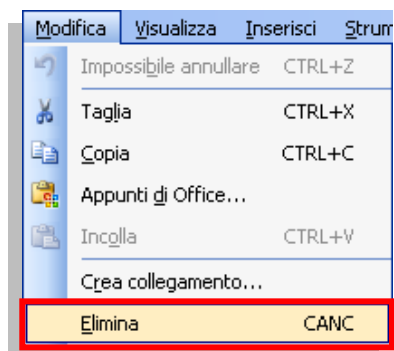 Modifica Visualizza Inserisci Strum
Impossibile annullare CTRL+Z
Taglia CTRL+X
Copia CTRL+C
Appunti di Office...
Incolla CTRL+V
Crea collegamento...
Elimina CANC